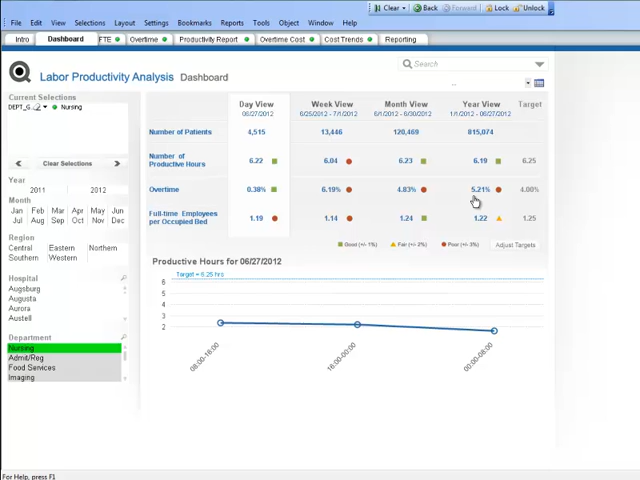 Clear Back Forward Lock Unlock
File Edit View Selections Layout Settings Bookmarks Reports Tools Object Window Help
Intro Dashboard FTE Overtime Productivity Report Overtime Cost Cost Trends Reporting
Search
Labor Productivity Analysis Dashboard
Current Selections
DEPT_G... Nursing
Clear Selections
Year
2011 2012
Month
Jan Feb Mar Apr May Jun
Jul Aug Sep Oct Nov Dec
Region
Central Eastern Northern
Southern Western
Hospital
Augsburg
Augusta
Aurora
Austell
Department
Nursing
Admit/Reg
Food Services
Imaging
Day View Week View Month View Year View Target
06/27/2012 6/25/2012 - 7/1/2012 6/1/2012 - 6/30/2012 1/1/2012 - 06/27/2012
Number of Patients 4,515 13,446 120,469 815,074
Number of
Productive Hours 6.22 6.04 6.23 6.19 6.25
Overtime 0.38% 6.19% 4.83% 5.21% 4.00%
Full-time Employees
per Occupied Bed 1.19 1.14 1.24 1.22 1.25
Good (+/- 1%) Fair (+/- 2%) Poor (+/- 3%) Adjust Targets
Productive Hours for 06/27/2012
Target = 6.25 hrs
6
5
4
3
2
08:00-16:00 16:00-00:00 00:00-08:00
For Help, press F1